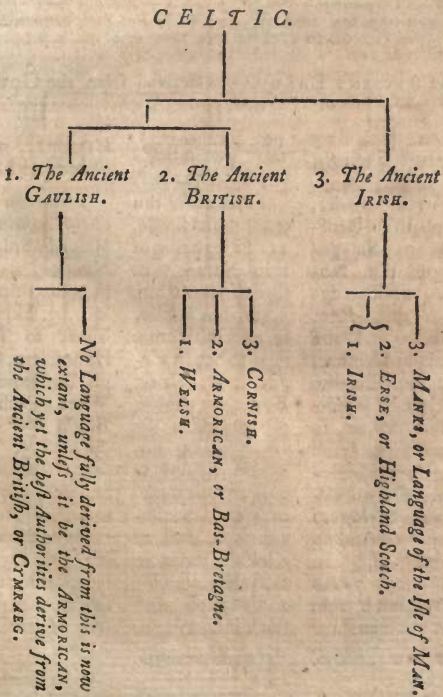 CELTIC.
1. The Ancient
GAULISH.
2. The Ancient
BRITISH.
3. The Ancient
IRISH.
No Language fully derived from this is now
extant, unleſs it be the ARMORICAN,
which yet the beſt Authorities derive from
the Ancient Britiſh, or CYMRAEG.
1. WELSH.
2. ARMORICAN, or Bas-Bretagne.
3. CORNISH.
1. IRISH.
2. ERSE, or Highland Scotch.
3. MANKS, or Language of the Iſle of MAN.